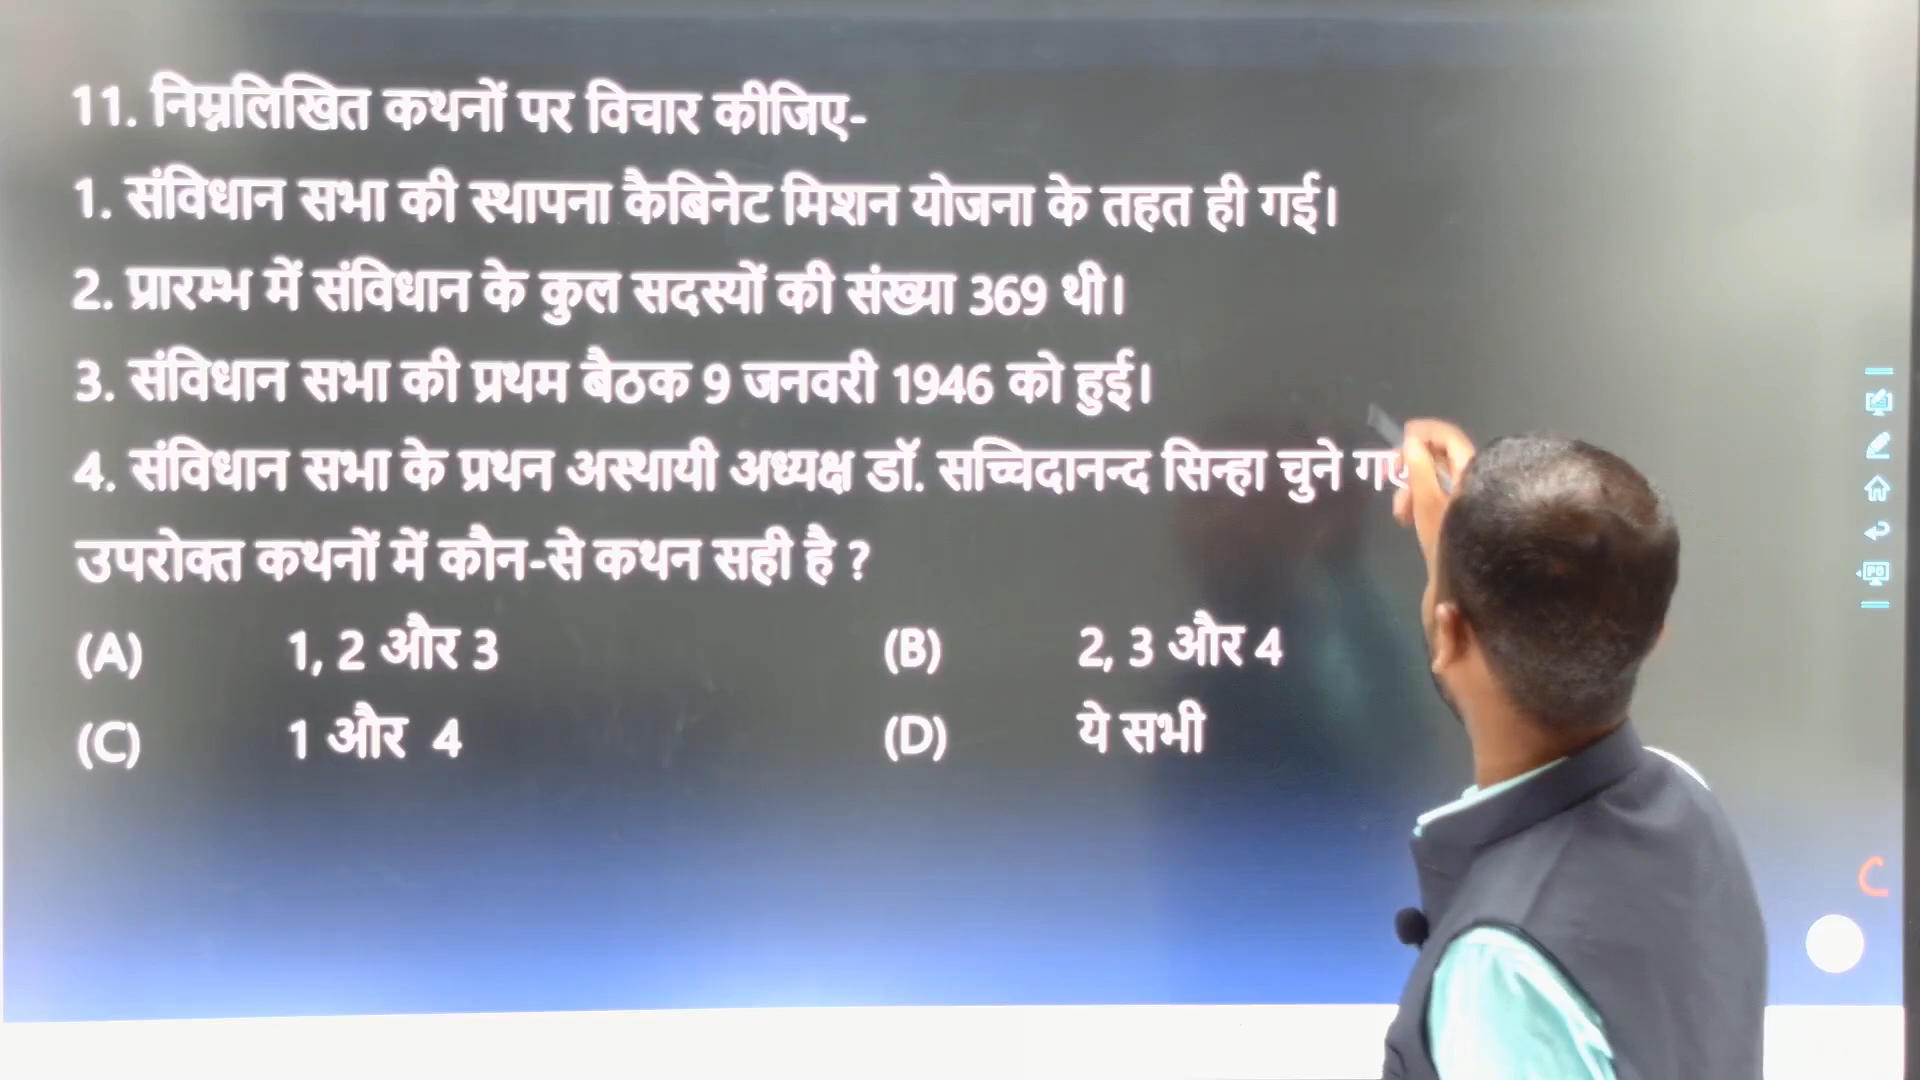 11. निम्नलिखित कथनों पर विचार कीजिए-
1. संविधान सभा की स्थापना कैबिनेट मिशन योजना के तहत ही गई।
2. प्रारम्भ में संविधान के कुल सदस्यों की संख्या 369 थी।
3. संविधान सभा की प्रथम बैठक 9 जनवरी 1946 को हुई।
4. संविधान सभा के प्रथन अस्थायी अध्यक्ष डॉ. सच्चिदानन्द सिन्हा चुने गए
उपरोक्त कथनों में कौन-से कथन सही है ?
(A) 1, 2 और 3 (B) 2, 3 और 4
(C) 1 और 4 (D) ये सभी
C